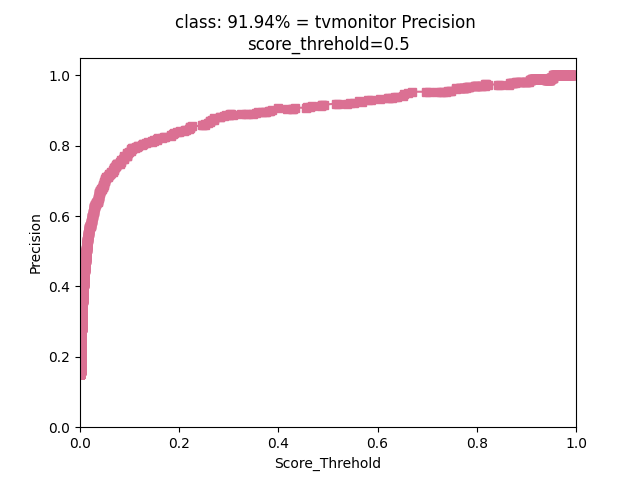 class: 91.94% = tvmonitor Precision
score_threhold=0.5
1.0
0.8
0.6
0.4
0.2
0.0
Precision
0.0 0.2 0.4 0.6 0.8 1.0
Score_Threhold